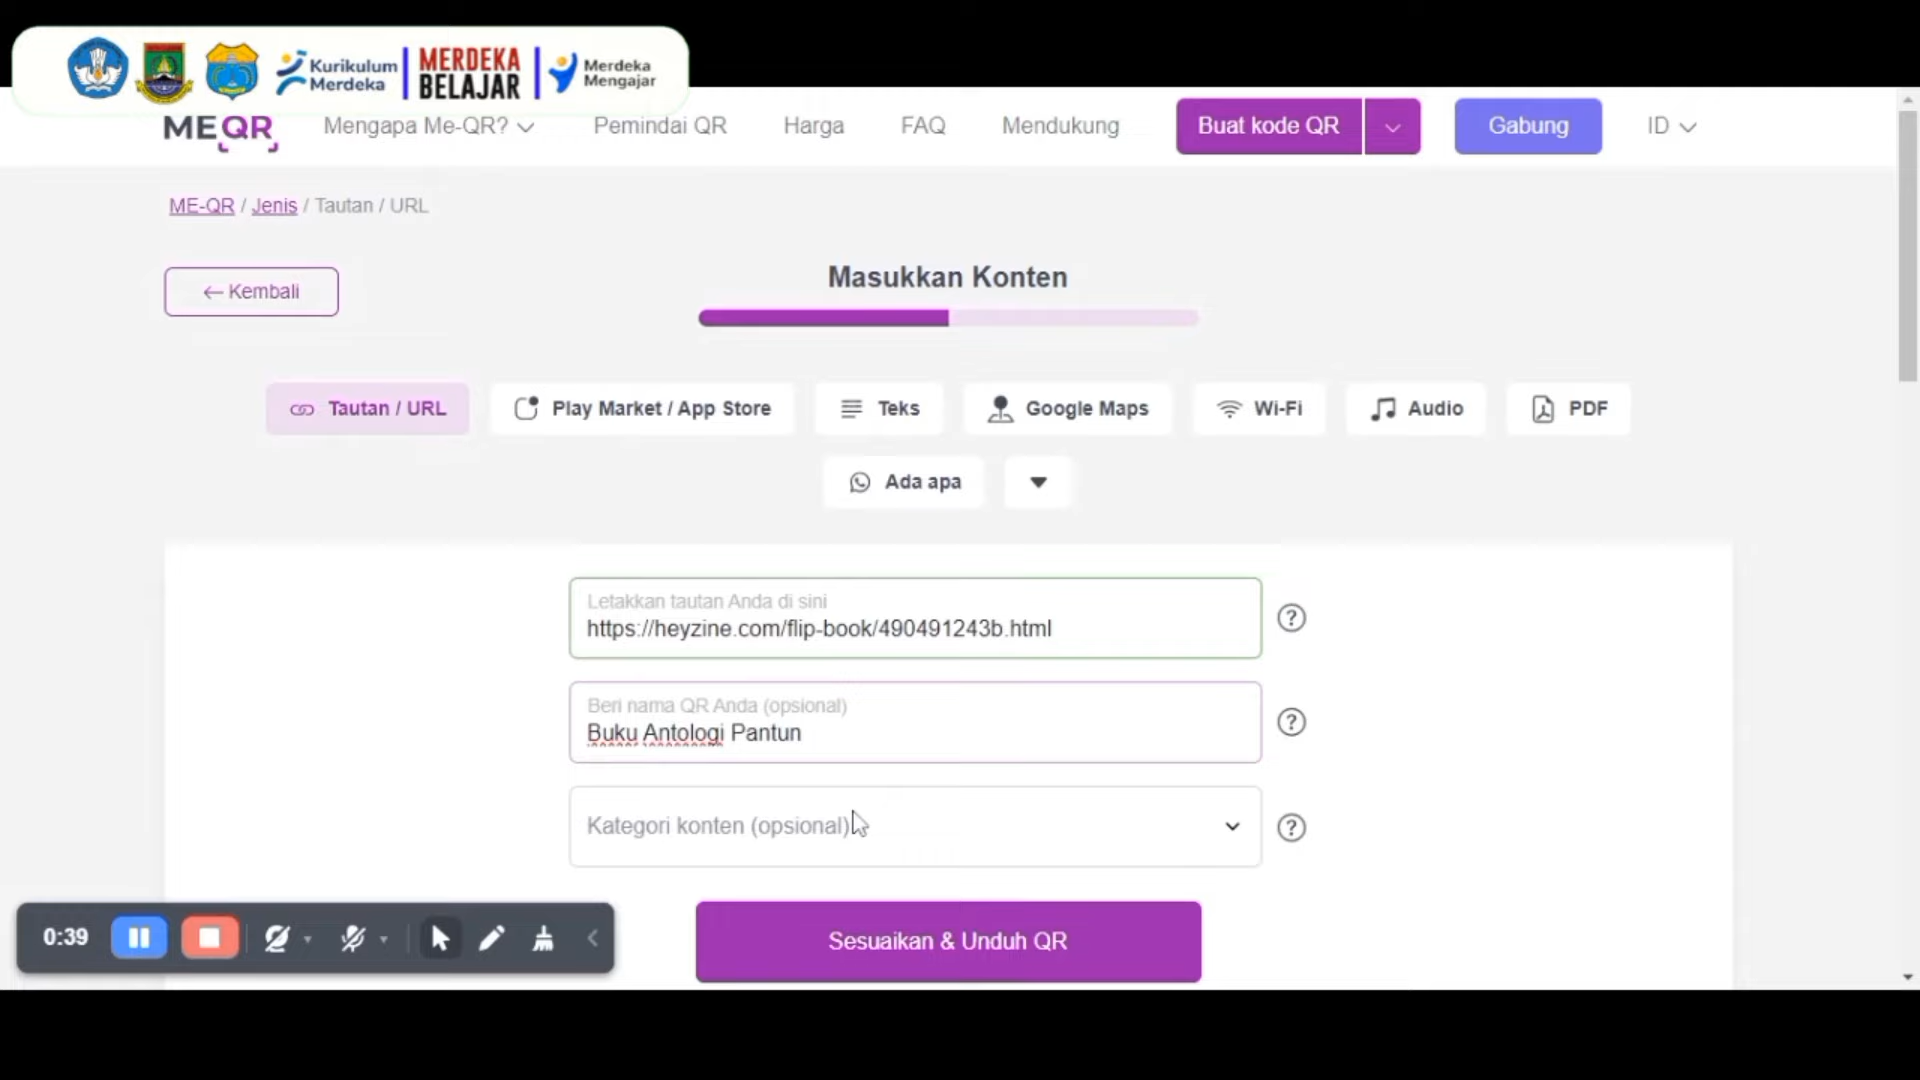 Kurikulum Merdeka
MERDEKA BELAJAR
Merdeka Mengajar
MEQR
Mengapa Me-QR?
Pemindai QR
Harga
FAQ
Mendukung
Buat kode QR
Gabung
ID
ME-QR / Jenis / Tautan / URL
← Kembali
Masukkan Konten
Tautan / URL
Play Market / App Store
Teks
Google Maps
Wi-Fi
Audio
PDF
Ada apa
Letakkan tautan Anda di sini
https://heyzine.com/flip-book/490491243b.html
?
Beri nama QR Anda (opsional)
Buku Antologi Pantun
?
Kategori konten (opsional)
?
0:39
Sesuaikan & Unduh QR